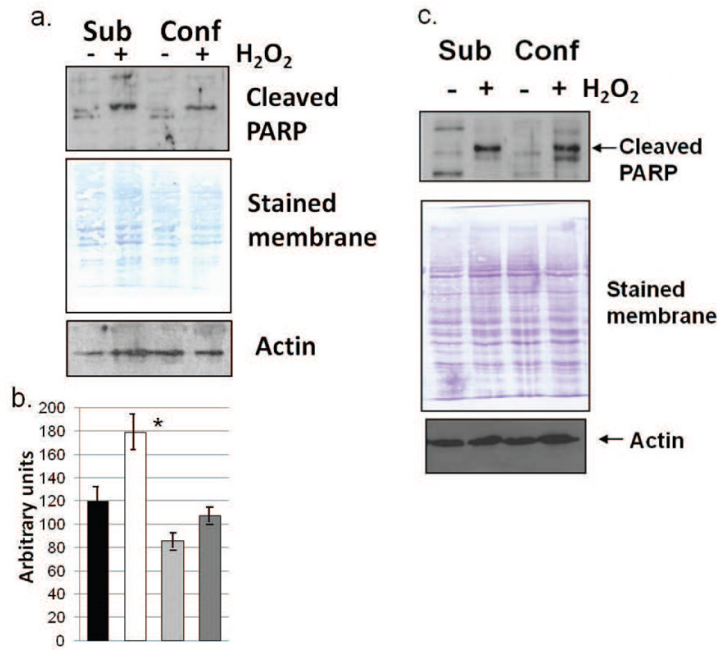 a.
Sub Conf
- + - + H₂O₂
Cleaved
PARP
Stained
membrane
Actin
b.
200
180
160
140
120
100
80
60
40
20
0
Arbitrary units
*
c.
Sub Conf
- + - + H₂O₂
Cleaved
PARP
Stained
membrane
Actin